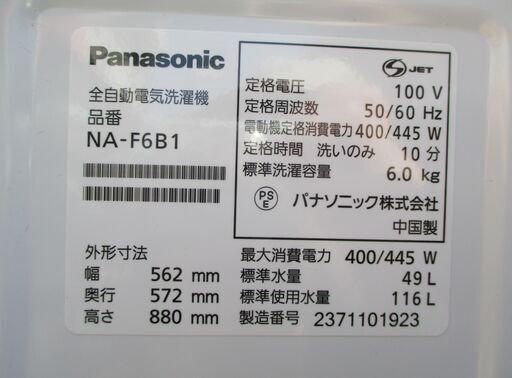 Panasonic
全自動電気洗濯機
品番
NA-F6B1
外形寸法
幅 562 mm
奥行 572 mm
高さ 880 mm
S JET
定格電圧 100 V
定格周波数 50/60 Hz
電動機定格消費電力 400/445 W
定格時間 洗いのみ 10 分
標準洗濯容量 6.0 kg
PS E パナソニック株式会社
中国製
最大消費電力 400/445 W
標準水量 49 L
標準使用水量 116 L
製造番号 2371101923